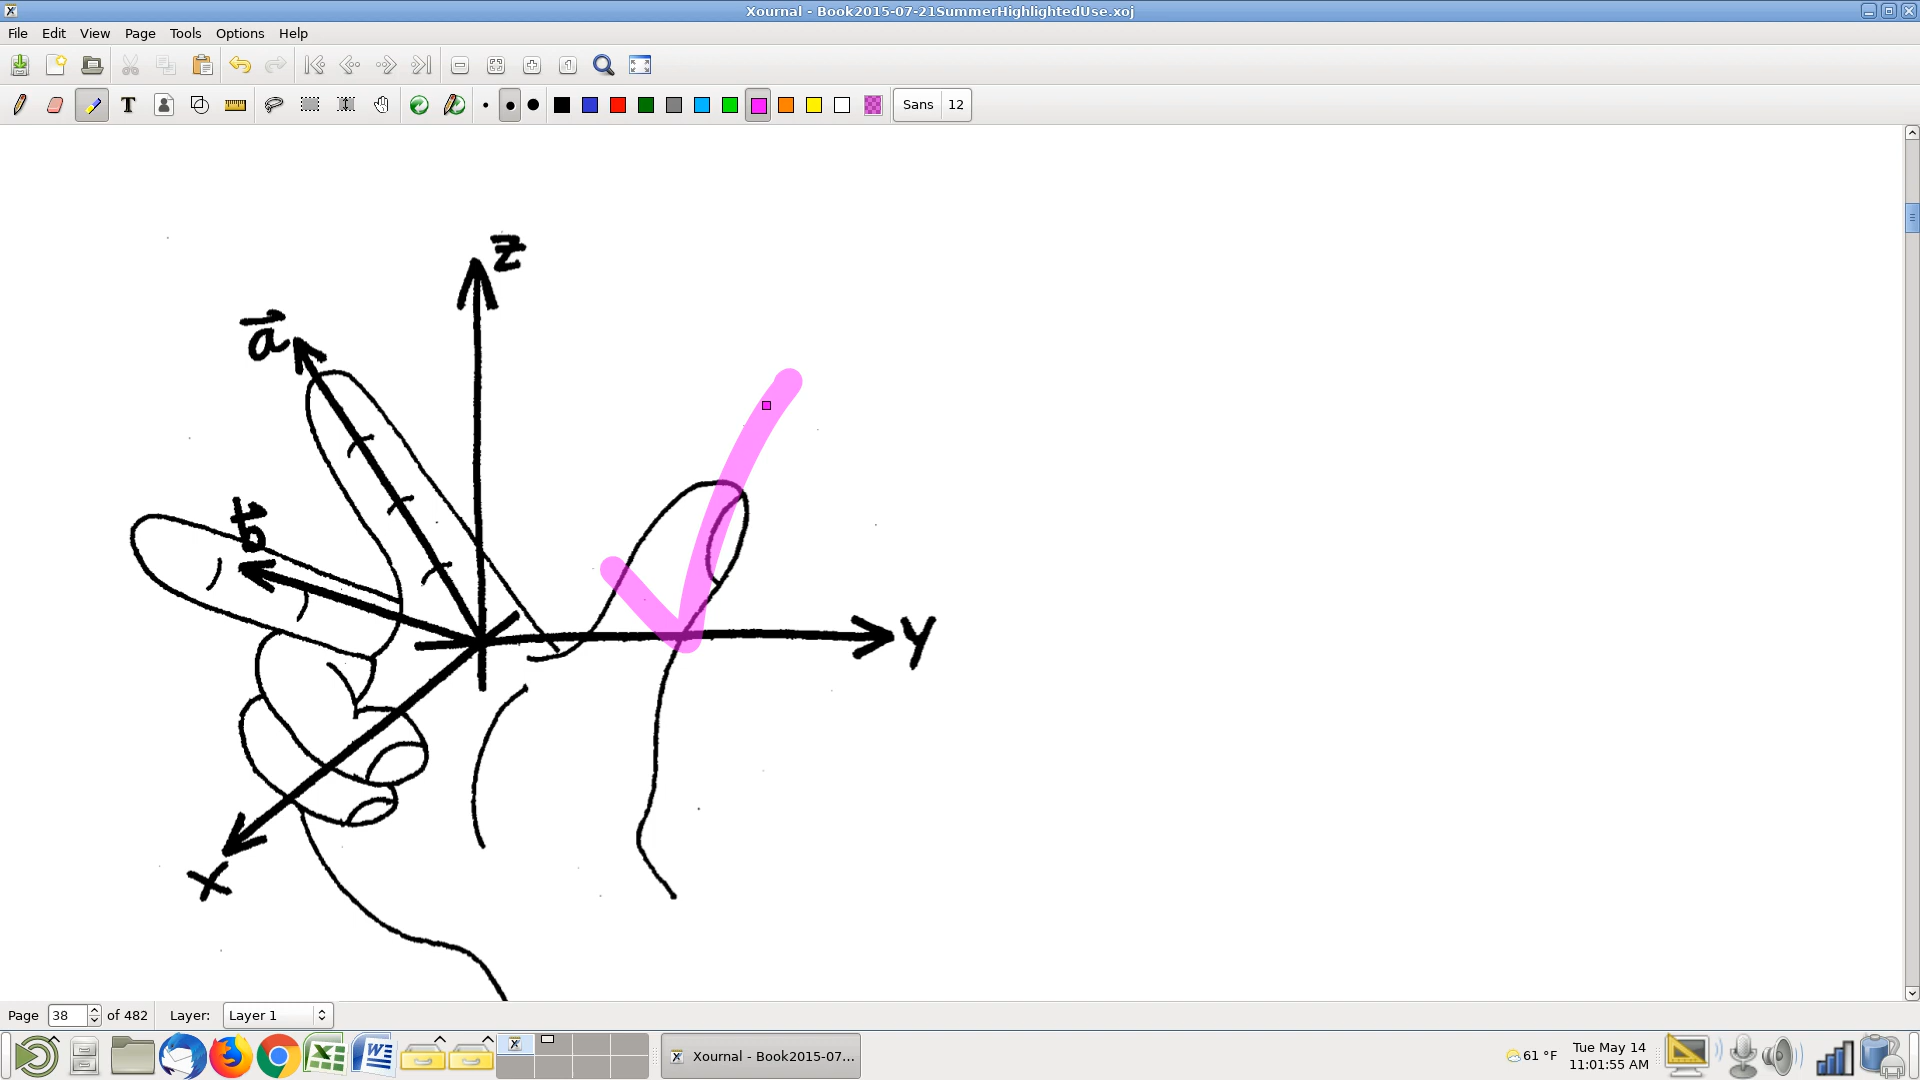 Xournal - Book2015-07-21SummerHighlightedUse.xoj
File Edit View Page Tools Options Help
T Sans 12
z
a
b
y
x
Page 38 of 482 Layer: Layer 1
Xournal - Book2015-07...
61 °F
Tue May 14
11:01:55 AM